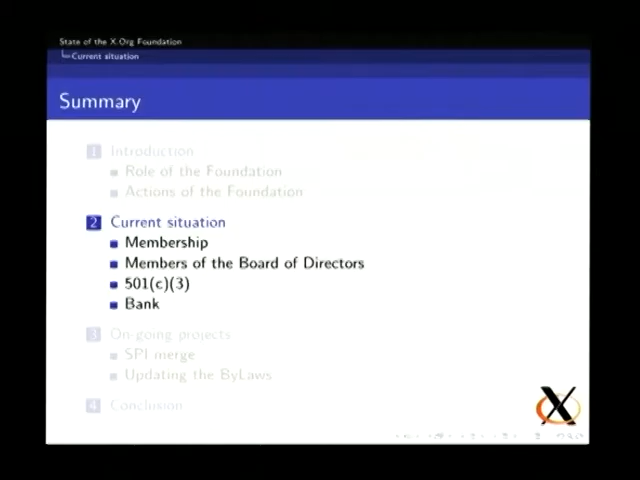 State of the X.Org Foundation
Current situation
Summary
1 Introduction
Role of the Foundation
Actions of the Foundation
2 Current situation
Membership
Members of the Board of Directors
501(c)(3)
Bank
3 On-going projects
SPI merge
Updating the ByLaws
4 Conclusion
X